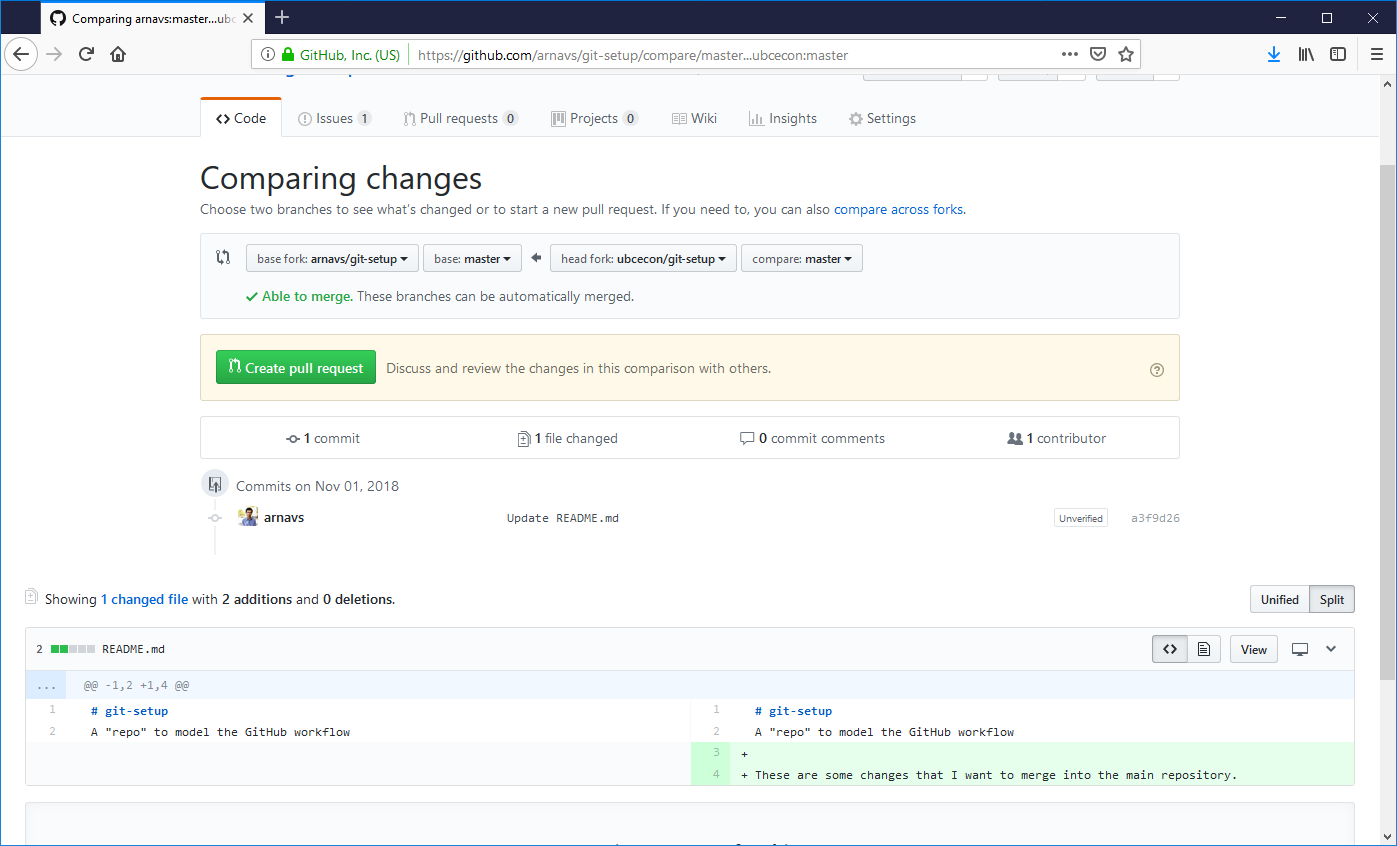 Comparing arnavs:master...ubc
GitHub, Inc. (US) https://github.com/arnavs/git-setup/compare/master...ubcecon:master
Code Issues 1 Pull requests 0 Projects 0 Wiki Insights Settings
Comparing changes
Choose two branches to see what's changed or to start a new pull request. If you need to, you can also compare across forks.
base fork: arnavs/git-setup base: master head fork: ubcecon/git-setup compare: master
Able to merge. These branches can be automatically merged.
Create pull request Discuss and review the changes in this comparison with others.
1 commit 1 file changed 0 commit comments 1 contributor
Commits on Nov 01, 2018
arnavs Update README.md Unverified a3f9d26
Showing 1 changed file with 2 additions and 0 deletions. Unified Split
2 README.md View
... @@ -1,2 +1,4 @@
1 # git-setup 1 # git-setup
2 A "repo" to model the GitHub workflow 2 A "repo" to model the GitHub workflow
3 +
4 + These are some changes that I want to merge into the main repository.